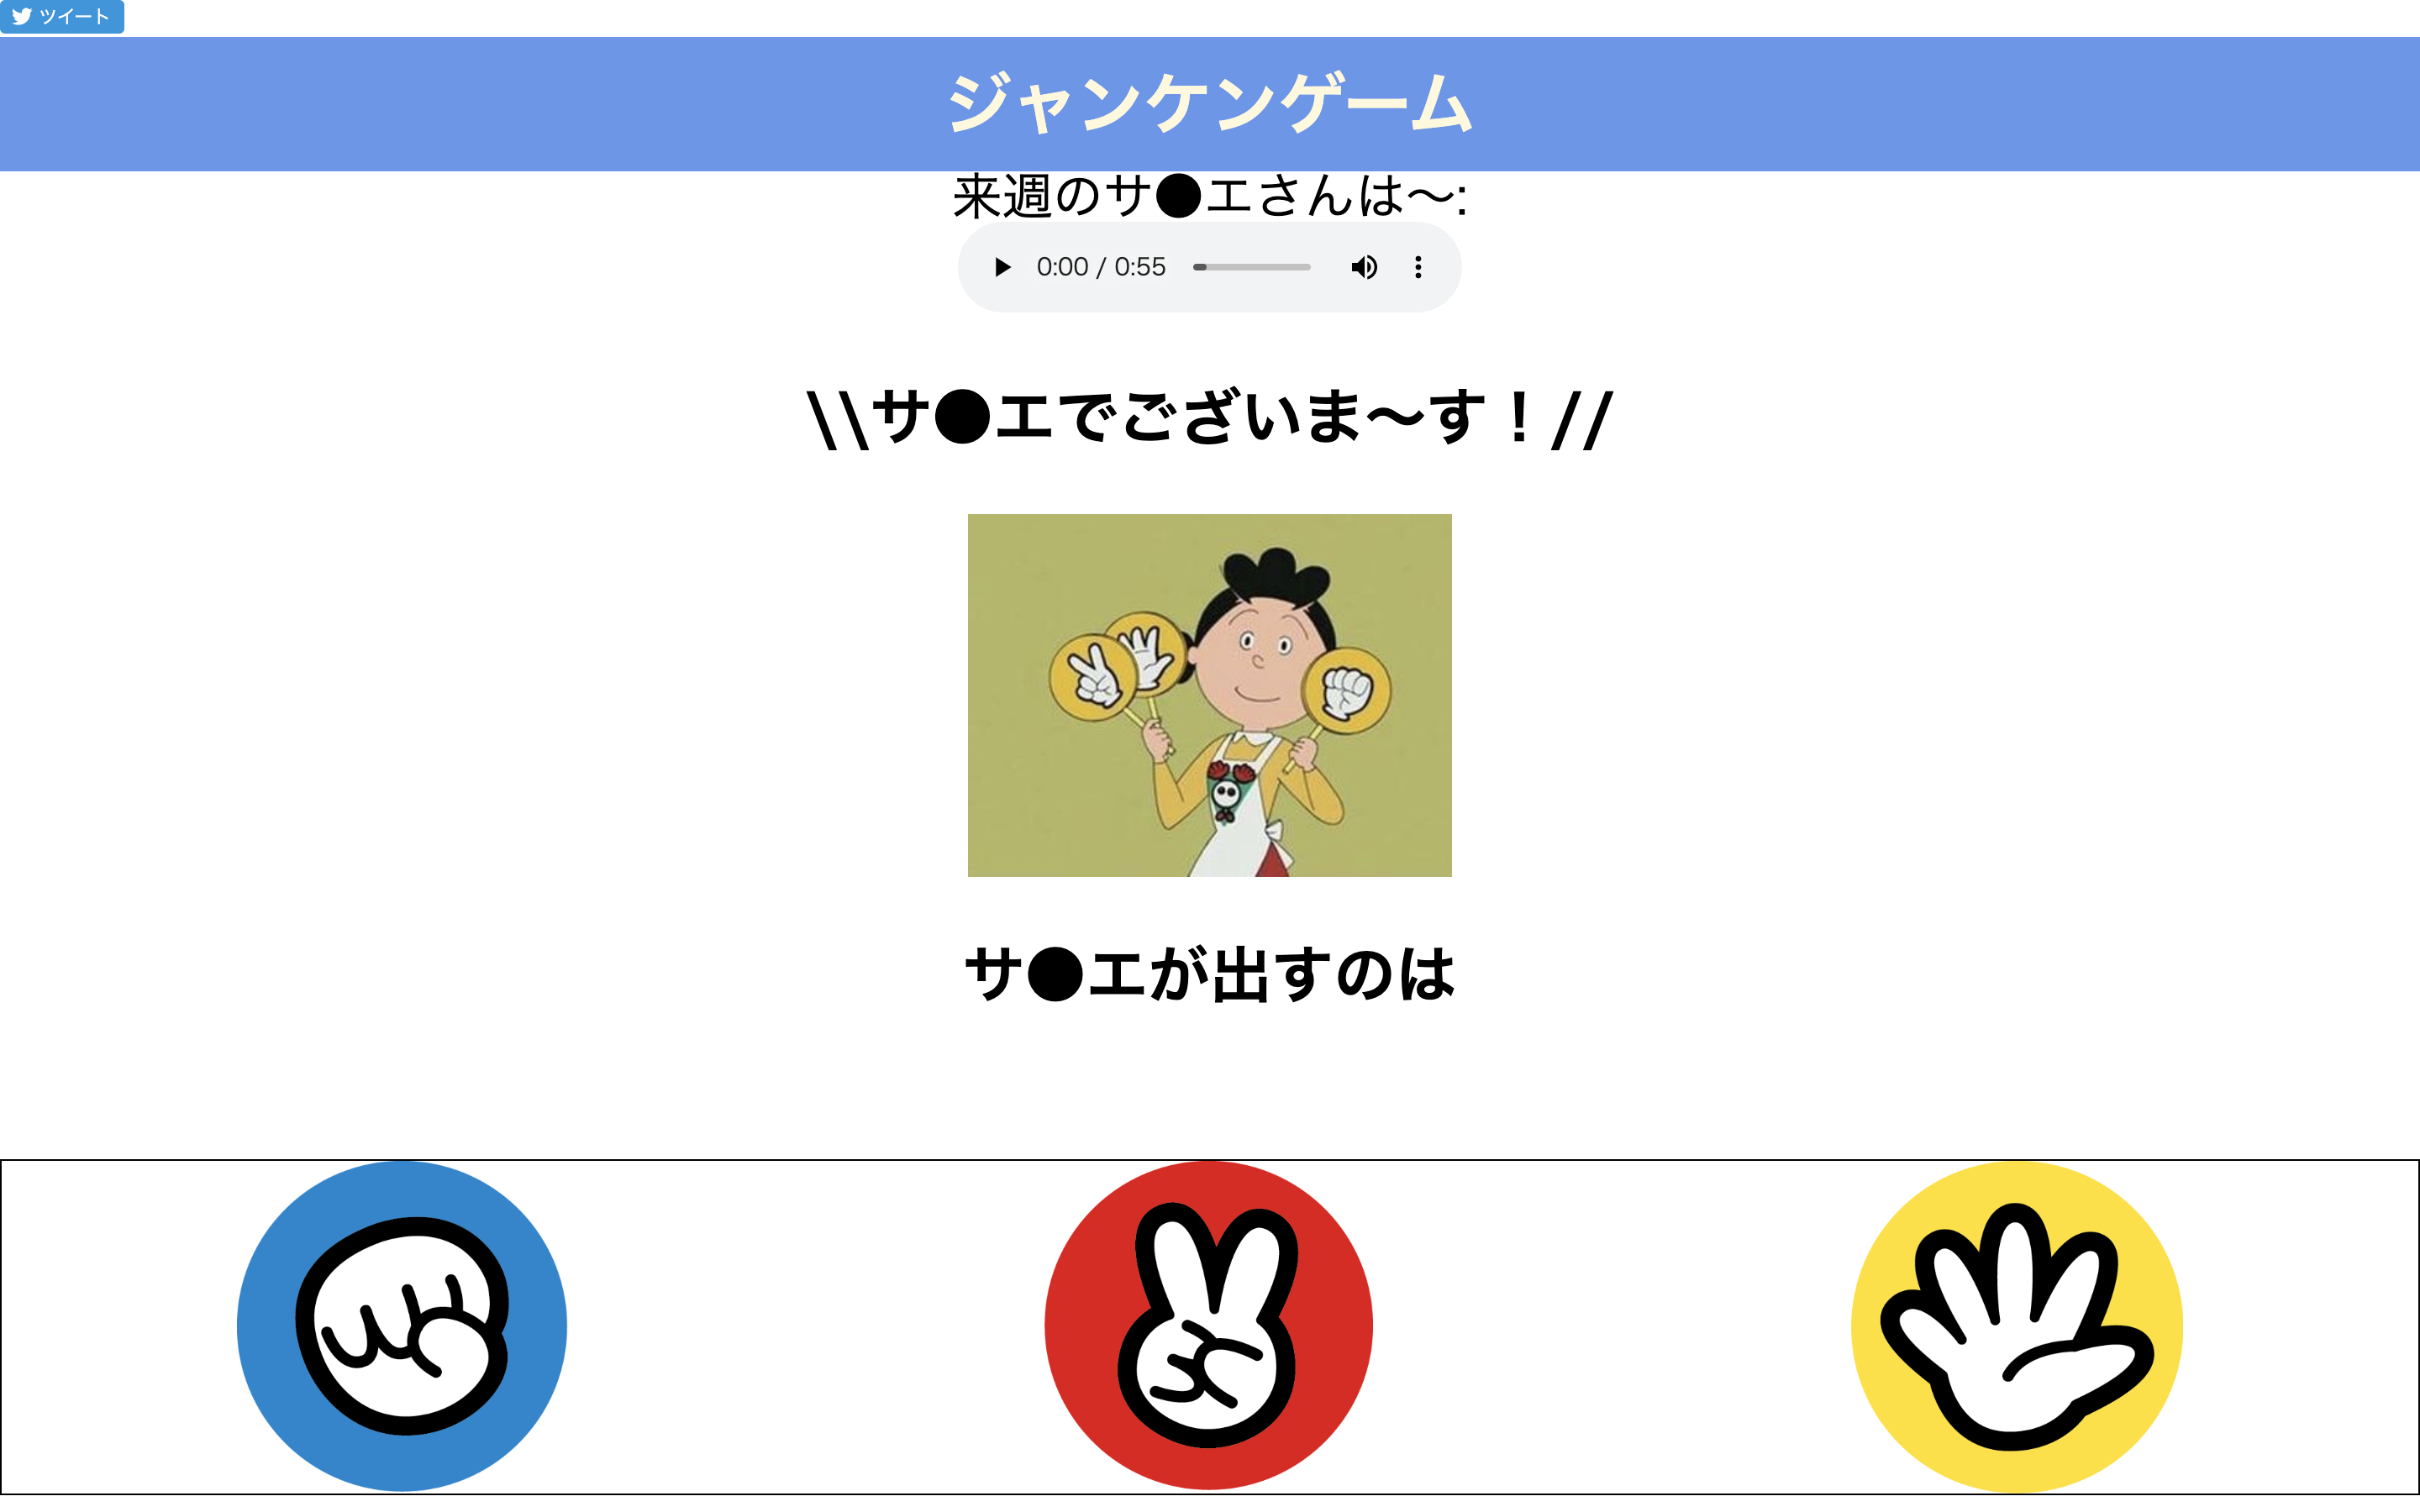 ツイート
ジャンケンゲーム
来週のサ●エさんは〜:
0:00 / 0:55
\\サ●エでございま〜す！//
サ●エが出すのは